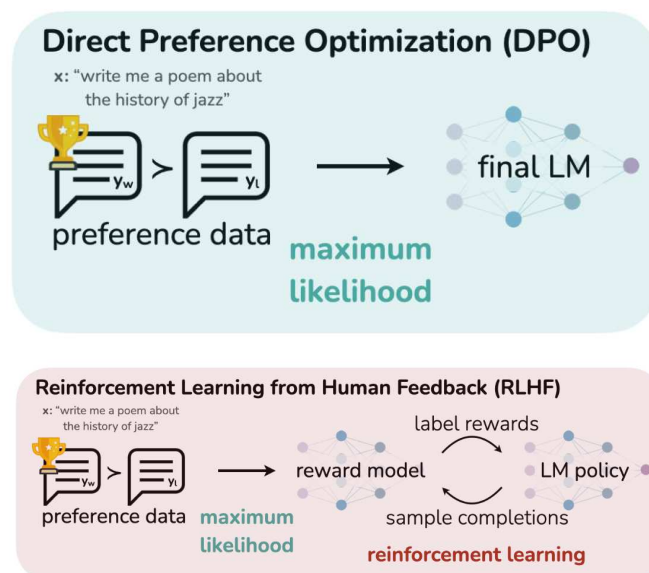 Direct Preference Optimization (DPO)
x: “write me a poem about
the history of jazz”
yw
≻
yl
final LM
preference data
maximum
likelihood
Reinforcement Learning from Human Feedback (RLHF)
x: “write me a poem about
the history of jazz”
label rewards
yw
≻
yl
reward model
LM policy
preference data
maximum
likelihood
sample completions
reinforcement learning